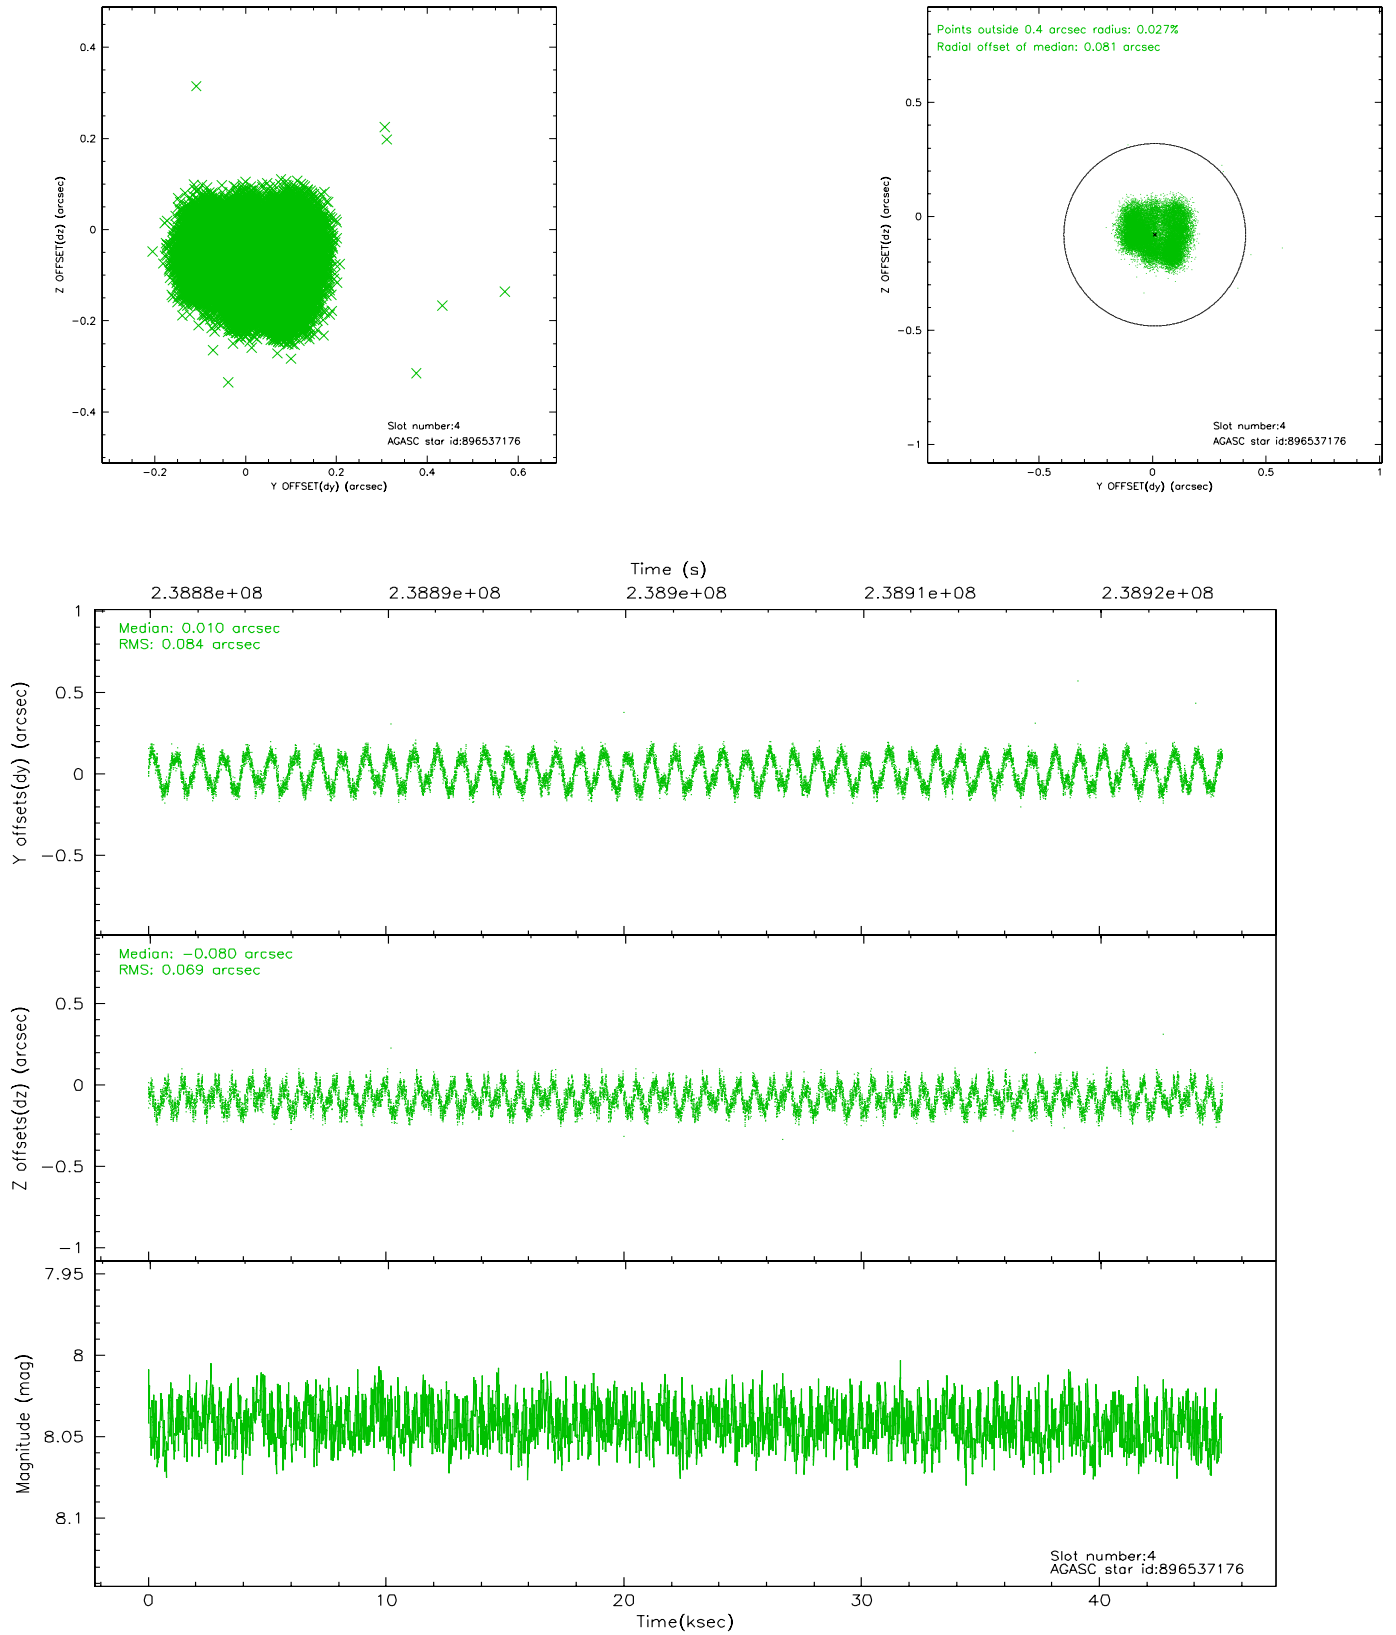 0.4
0.2
0
−0.2
−0.4
Z OFFSET(dz) (arcsec)
Slot number:4
AGASC star id:896537176
−0.2
0
0.2
0.4
0.6
Y OFFSET(dy) (arcsec)
Points outside 0.4 arcsec radius: 0.027%
Radial offset of median: 0.081 arcsec
0.5
0
−0.5
−1
Z OFFSET(dz) (arcsec)
Slot number:4
AGASC star id:896537176
−0.5
0
0.5
1
Y OFFSET(dy) (arcsec)
Time (s)
2.3888e+08
2.3889e+08
2.389e+08
2.3891e+08
2.3892e+08
Median: 0.010 arcsec
RMS: 0.084 arcsec
1
0.5
0
−0.5
Y offsets(dy) (arcsec)
Median: −0.080 arcsec
RMS: 0.069 arcsec
0.5
0
−0.5
−1
Z offsets(dz) (arcsec)
7.95
8
8.05
8.1
Magnitude (mag)
Slot number:4
AGASC star id:896537176
0
10
20
30
40
Time(ksec)